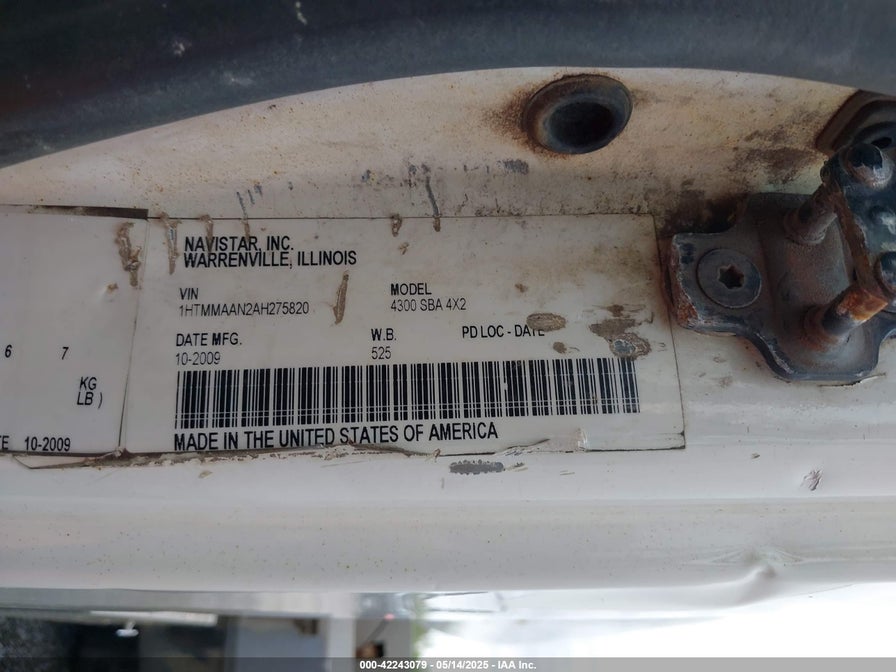 NAVISTAR, INC.
WARRENVILLE, ILLINOIS
VIN
1HTMMAAN2AH275820
MODEL
4300 SBA 4X2
DATE MFG.
10-2009
W.B.
525
PD LOC - DATE
MADE IN THE UNITED STATES OF AMERICA
6 7
KG
LB )
10-2009
000-42243079 - 05/14/2025 - IAA Inc.